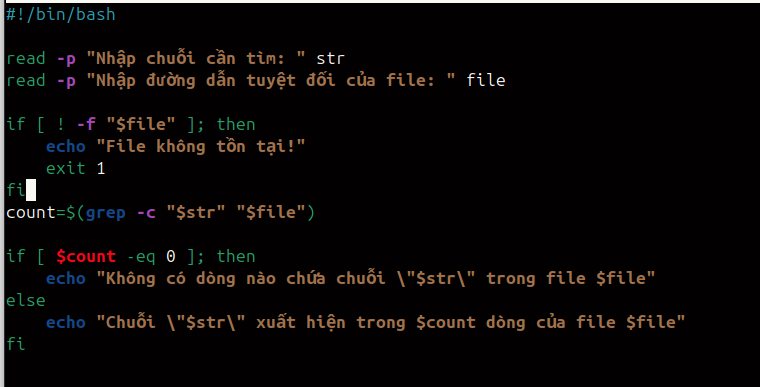 #!/bin/bash
read -p "Nhập chuỗi cần tìm: " str
read -p "Nhập đường dẫn tuyệt đối của file: " file
if [ ! -f "$file" ]; then
    echo "File không tồn tại!"
    exit 1
fi
count=$(grep -c "$str" "$file")
if [ $count -eq 0 ]; then
    echo "Không có dòng nào chứa chuỗi \"$str\" trong file $file"
else
    echo "Chuỗi \"$str\" xuất hiện trong $count dòng của file $file"
fi